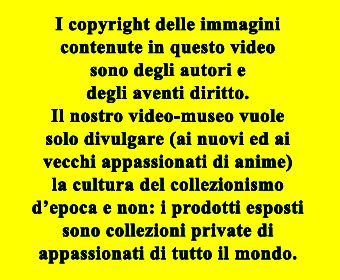 I copyright delle immagini
contenute in questo video
sono degli autori e
degli aventi diritto.
Il nostro video-museo vuole
solo divulgare (ai nuovi ed ai
vecchi appassionati di anime)
la cultura del collezionismo
d'epoca e non: i prodotti esposti
sono collezioni private di
appassionati di tutto il mondo.